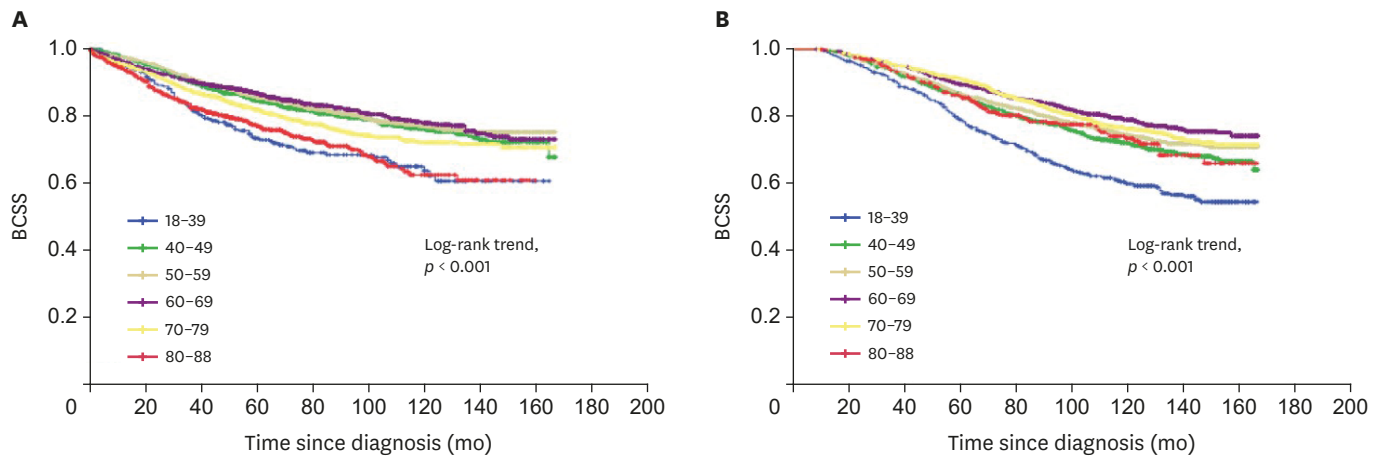 A
1.0
0.8
0.6
0.4
0.2
BCSS
18–39
40–49
50–59
60–69
70–79
80–88
Log-rank trend,
p < 0.001
0 20 40 60 80 100 120 140 160 180 200
Time since diagnosis (mo)
B
1.0
0.8
0.6
0.4
0.2
BCSS
18–39
40–49
50–59
60–69
70–79
80–88
Log-rank trend,
p < 0.001
0 20 40 60 80 100 120 140 160 180 200
Time since diagnosis (mo)